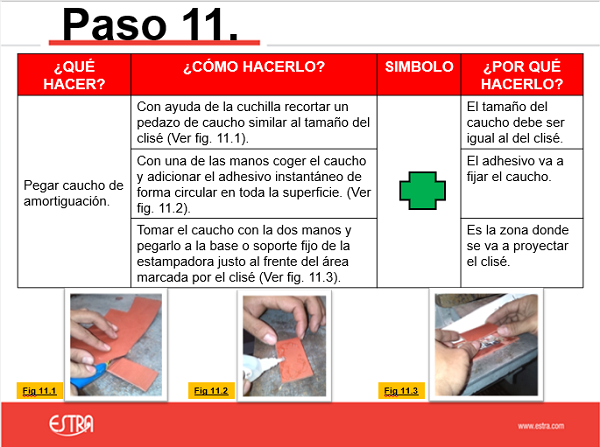 Paso 11.
¿QUÉ
HACER?
¿CÓMO HACERLO?
SIMBOLO
¿POR QUÉ
HACERLO?
Pegar caucho de
amortiguación.
Con ayuda de la cuchilla recortar un
pedazo de caucho similar al tamaño del
clisé (Ver fig. 11.1).
El tamaño del
caucho debe ser
igual al del clisé.
Con una de las manos coger el caucho
y adicionar el adhesivo instantáneo de
forma circular en toda la superficie. (Ver
fig. 11.2).
El adhesivo va a
fijar el caucho.
Tomar el caucho con la dos manos y
pegarlo a la base o soporte fijo de la
estampadora justo al frente del área
marcada por el clisé (Ver fig. 11.3).
Es la zona donde
se va a proyectar
el clisé.
Fig 11.1
Fig 11.2
Fig 11.3
ESTRA
www.estra.com